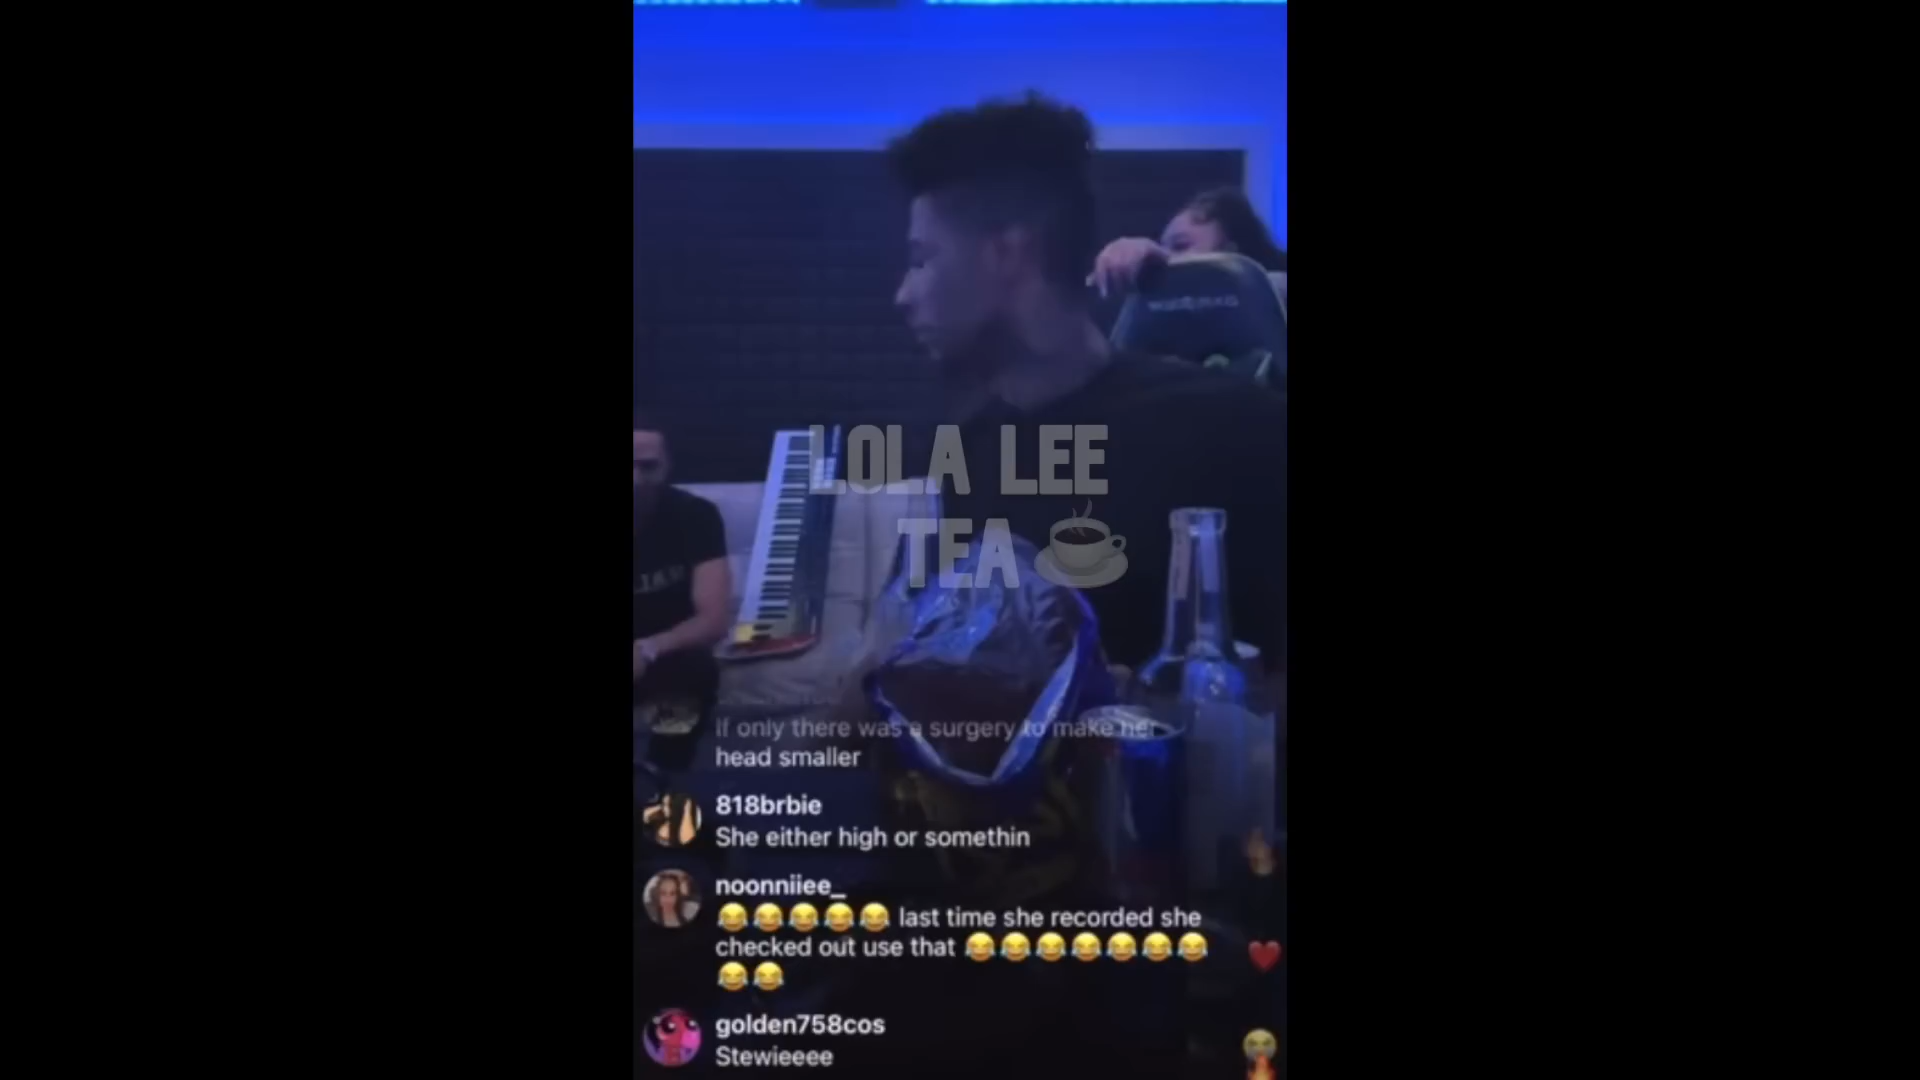 LOLA LEE
TEA
If only there was a surgery to make her
head smaller
818brbie
She either high or somethin
noonniiee_
😂😂😂😂😂 last time she recorded she
checked out use that 😂😂😂😂😂😂😂
😂😂
golden758cos
Stewieeee